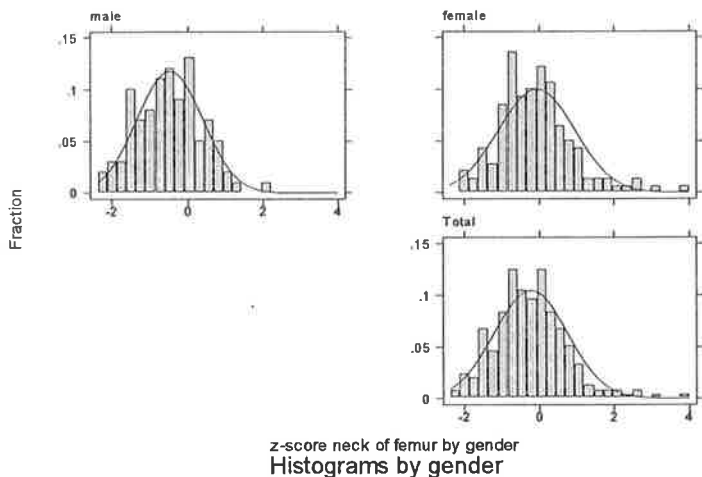 male
female
.15
.1
.05
0
-2 0 2 4
Total
.15
.1
.05
0
-2 0 2 4
Fraction
z-score neck of femur by gender
Histograms by gender